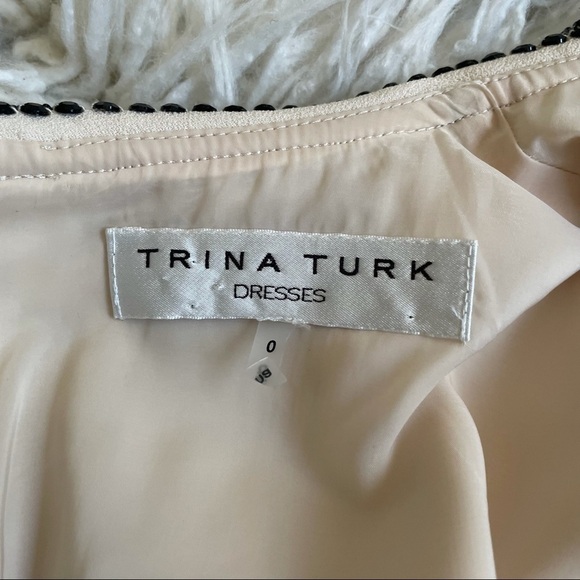 TRINA TURK
DRESSES
0
US